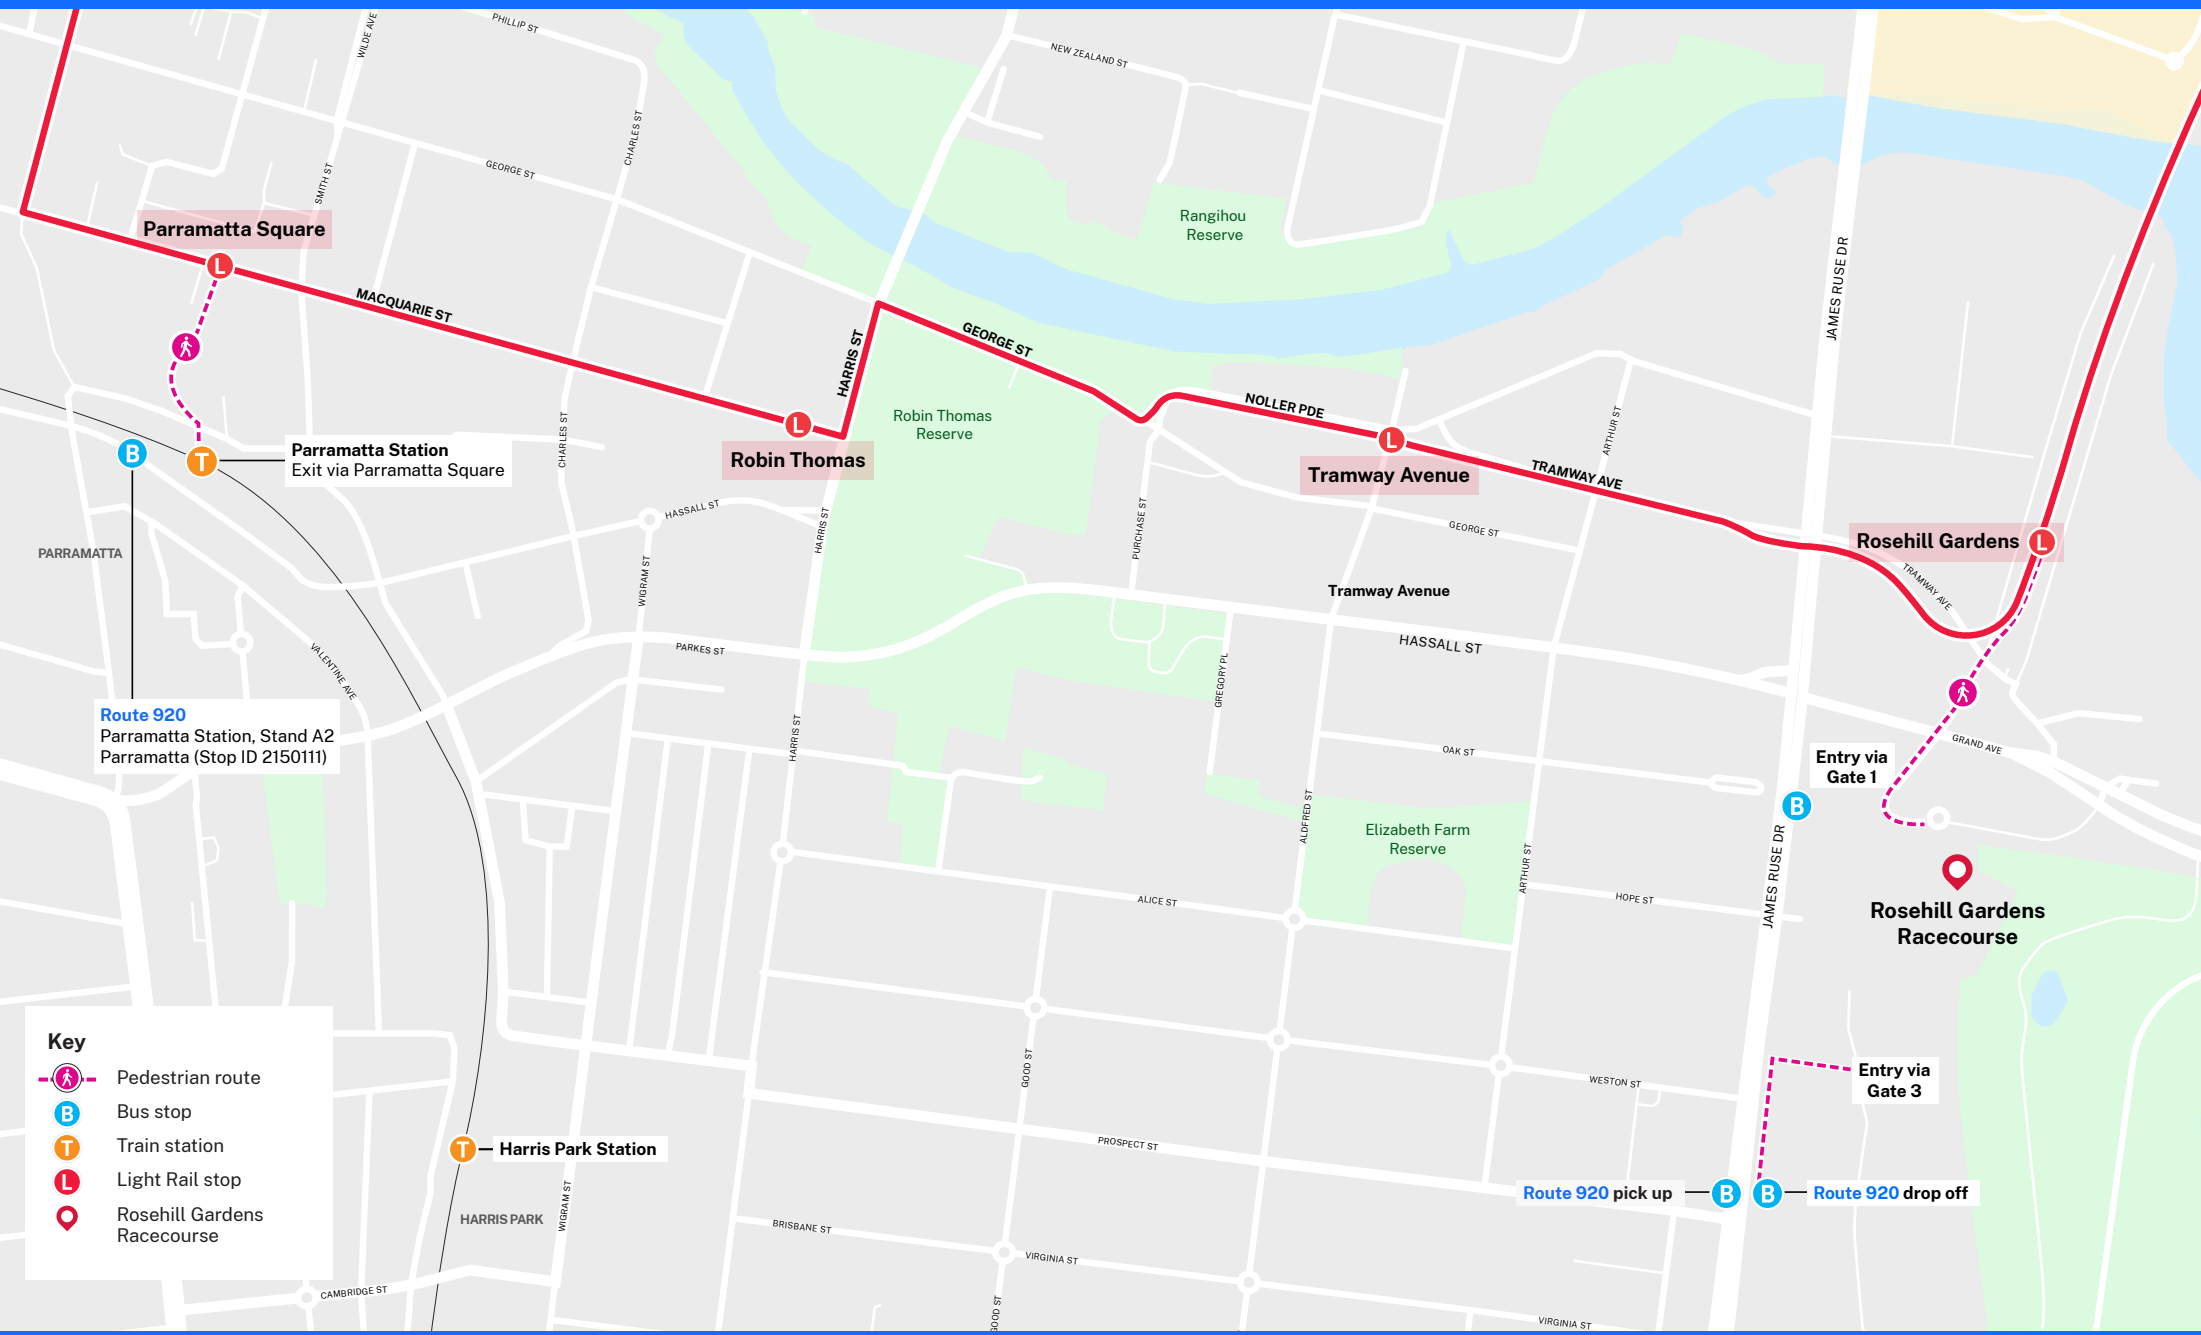 PHILLIP ST
WILDE AVE
NEW ZEALAND ST
CHARLES ST
GEORGE ST
SMITH ST
Rangihou
Reserve
Parramatta Square
L
JAMES RUSE DR
MACQUARIE ST
HARRIS ST
GEORGE ST
NOLLER PDE
Robin Thomas
Reserve
ARTHUR ST
CHARLES ST
L
L
B
T
Parramatta Station
Exit via Parramatta Square
Robin Thomas
Tramway Avenue
TRAMWAY AVE
HASSALL ST
HARRIS ST
PURCHASE ST
GEORGE ST
Rosehill Gardens
L
PARRAMATTA
WIGRAM ST
Tramway Avenue
TRAMWAY AVE
HASSALL ST
PARKES ST
VALENTINE AVE
GREGORY PL
Route 920
Parramatta Station, Stand A2
Parramatta (Stop ID 2150111)
HARRIS ST
OAK ST
GRAND AVE
Entry via
Gate 1
B
ALDFRED ST
Elizabeth Farm
Reserve
ARTHUR ST
JAMES RUSE DR
ALICE ST
HOPE ST
Rosehill Gardens
Racecourse
Key
Pedestrian route
B
Bus stop
T
Train station
L
Light Rail stop
Rosehill Gardens
Racecourse
GOOD ST
WESTON ST
Entry via
Gate 3
T
Harris Park Station
PROSPECT ST
Route 920 pick up
B
B
Route 920 drop off
WIGRAM ST
HARRIS PARK
BRISBANE ST
VIRGINIA ST
CAMBRIDGE ST
GOOD ST
VIRGINIA ST